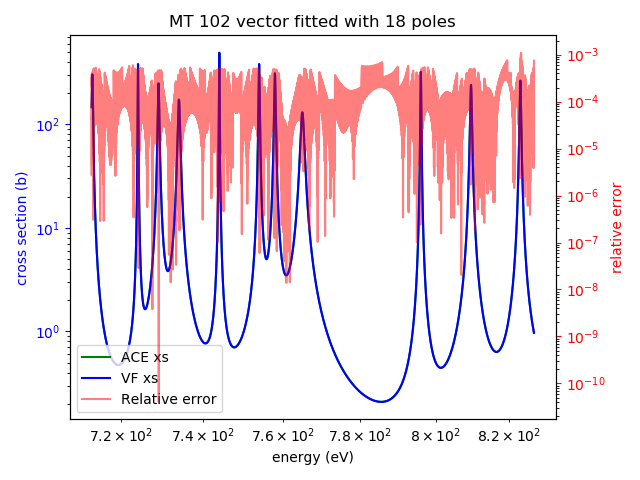 MT 102 vector fitted with 18 poles
cross section (b)
10² 10¹ 10⁰
10⁻³ 10⁻⁴ 10⁻⁵ 10⁻⁶ 10⁻⁷ 10⁻⁸ 10⁻⁹ 10⁻¹⁰
relative error
ACE xs
VF xs
Relative error
7.2 × 10² 7.4 × 10² 7.6 × 10² 7.8 × 10² 8 × 10² 8.2 × 10²
energy (eV)